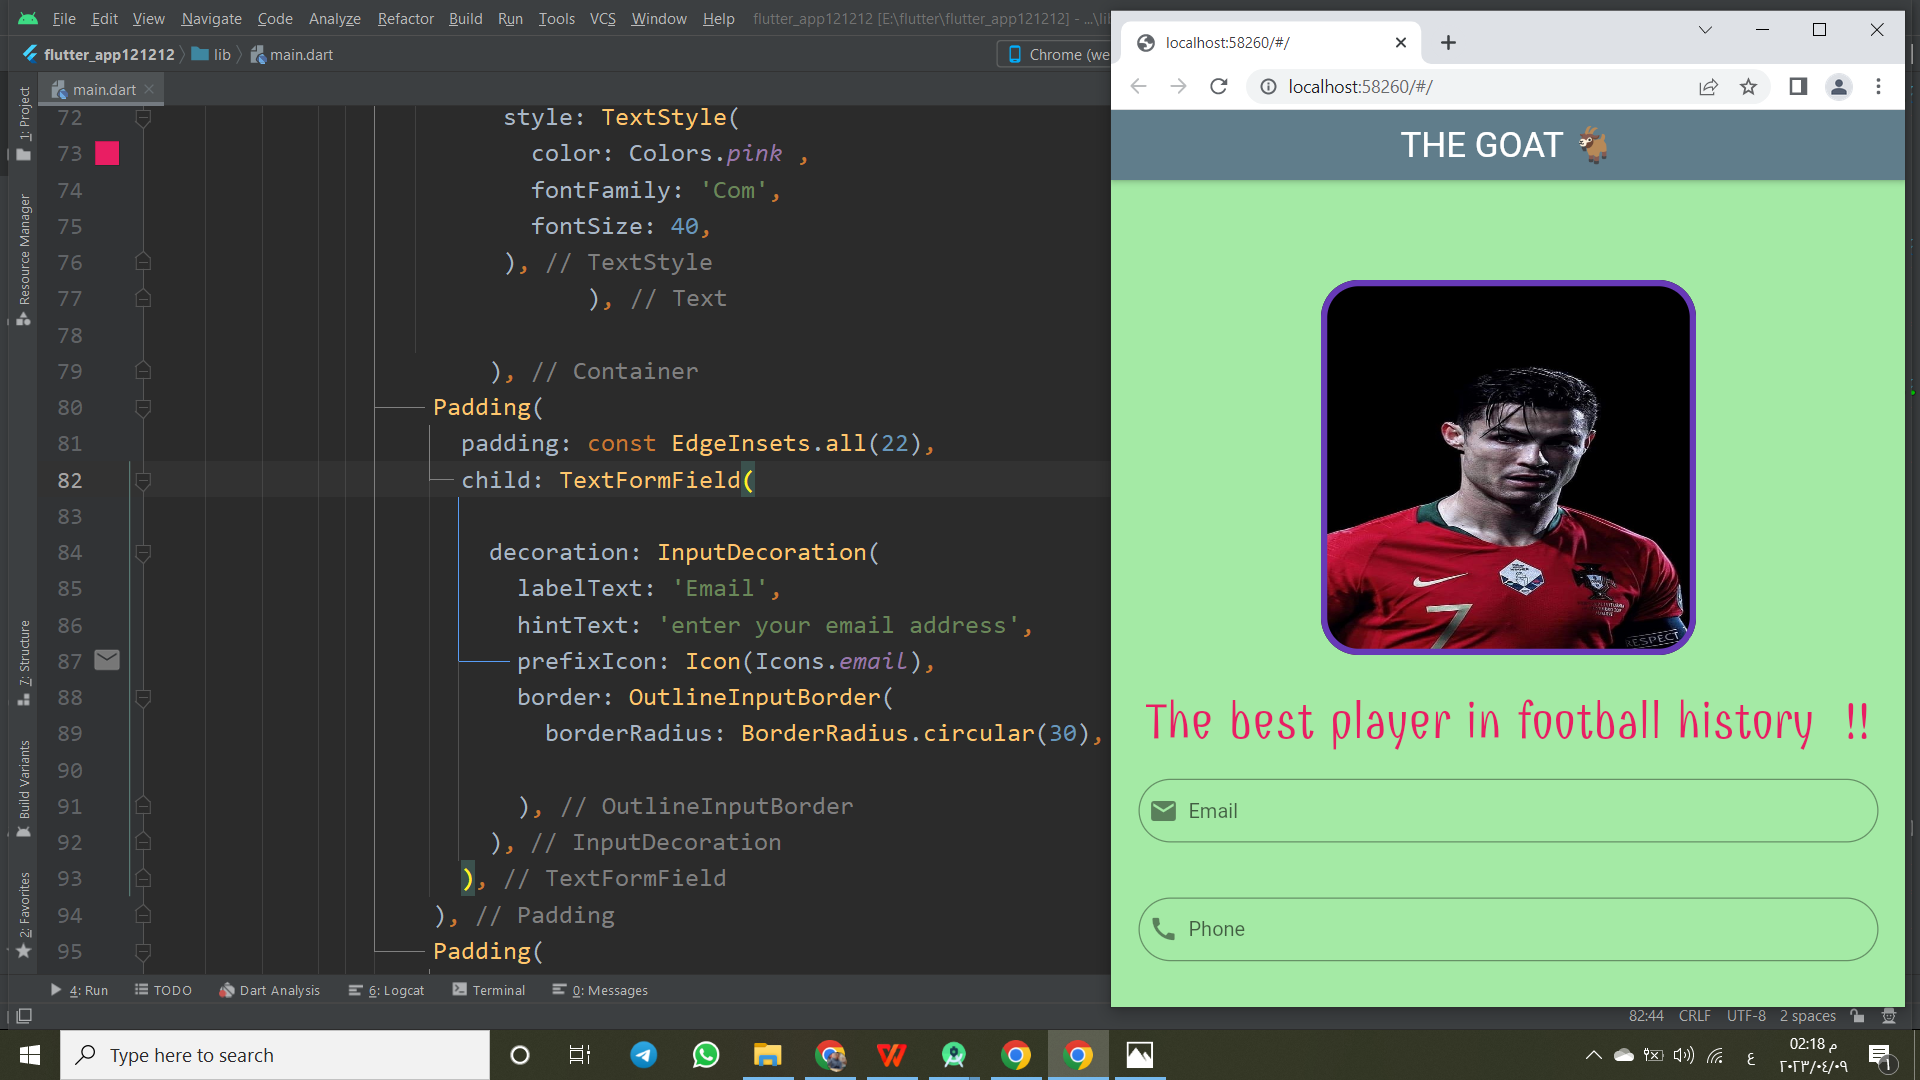 File Edit View Navigate Code Analyze Refactor Build Run Tools VCS Window Help flutter_app121212 [E:\flutter\flutter_app121212] - ...\lib
flutter_app121212 lib main.dart Chrome (we
main.dart
1: Project
Resource Manager
7: Structure
Build Variants
2: Favorites
72 style: TextStyle(
73 color: Colors.pink ,
74 fontFamily: 'Com',
75 fontSize: 40,
76 ), // TextStyle
77 ), // Text
78
79 ), // Container
80 Padding(
81 padding: const EdgeInsets.all(22),
82 child: TextFormField(
83
84 decoration: InputDecoration(
85 labelText: 'Email',
86 hintText: 'enter your email address',
87 prefixIcon: Icon(Icons.email),
88 border: OutlineInputBorder(
89 borderRadius: BorderRadius.circular(30),
90
91 ), // OutlineInputBorder
92 ), // InputDecoration
93 ), // TextFormField
94 ), // Padding
95 Padding(
4: Run TODO Dart Analysis 6: Logcat Terminal 0: Messages
82:44 CRLF UTF-8 2 spaces
localhost:58260/#/
localhost:58260/#/
THE GOAT 🐐
7
RESPECT
The best player in football history !!
Email
Phone
Type here to search
ع
02:18 م
٢٠٢٣/٠٤/٠٩
١